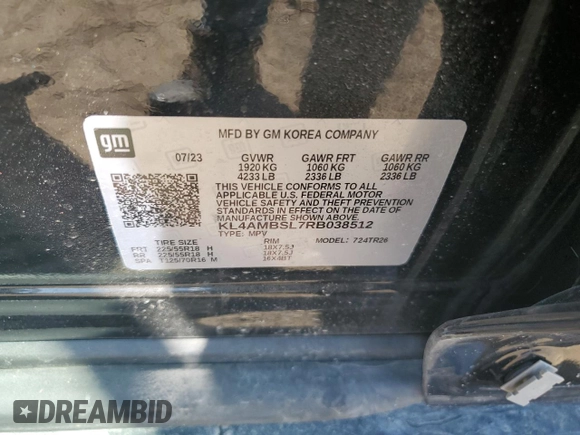 gm
MFD BY GM KOREA COMPANY
07/23 GVWR GAWR FRT GAWR RR
1920 KG 1060 KG 1060 KG
4233 LB 2336 LB 2336 LB
THIS VEHICLE CONFORMS TO ALL
APPLICABLE U.S. FEDERAL MOTOR
VEHICLE SAFETY AND THEFT PREVENTION
STANDARDS IN EFFECT ON THE DATE OF
MANUFACTURE SHOWN ABOVE.
KL4AMBSL7RB038512
TYPE: MPV MODEL: 724TR26
TIRE SIZE RIM
FRT 225/55R18 H 18X7.5J
RR 225/55R18 H 18X7.5J
SPA T125/70R16 M 16X4BT
DREAMBID